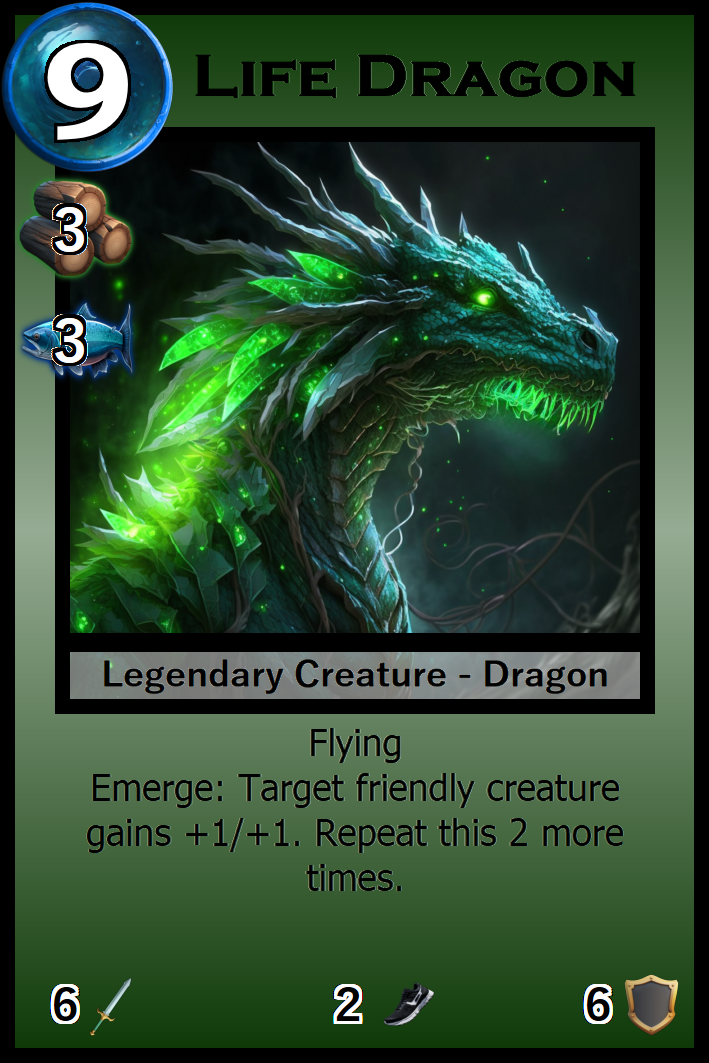 9
Life Dragon
3
3
Legendary Creature - Dragon
Flying
Emerge: Target friendly creature
gains +1/+1. Repeat this 2 more
times.
6
2
6